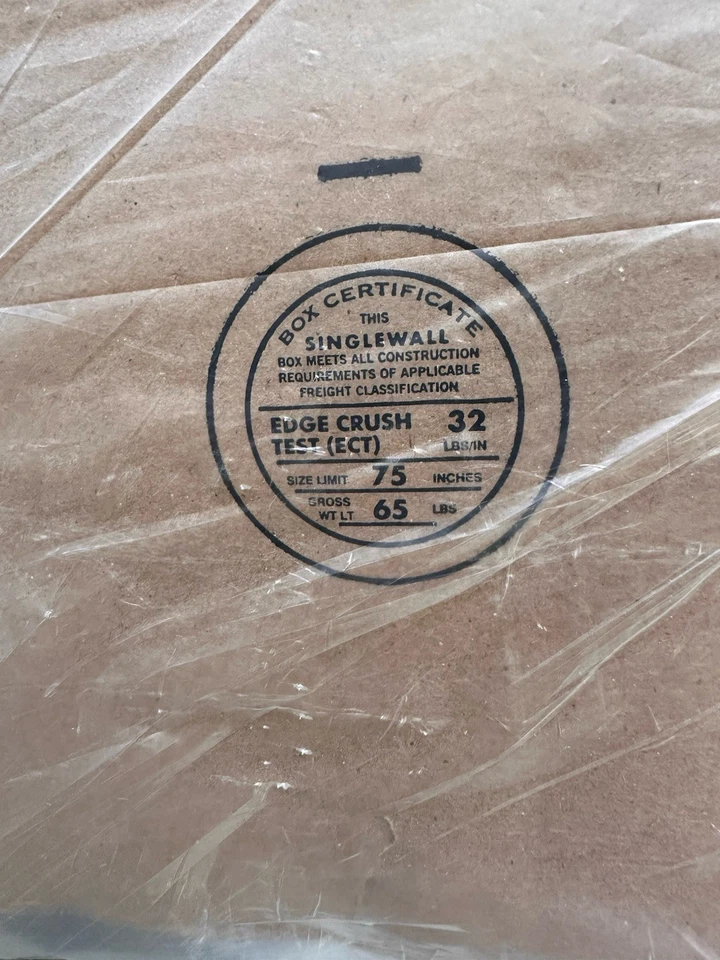 BOX CERTIFICATE
THIS
SINGLEWALL
BOX MEETS ALL CONSTRUCTION
REQUIREMENTS OF APPLICABLE
FREIGHT CLASSIFICATION
EDGE CRUSH 32
TEST (ECT) LBS/IN
SIZE LIMIT 75 INCHES
GROSS
WT LT 65 LBS